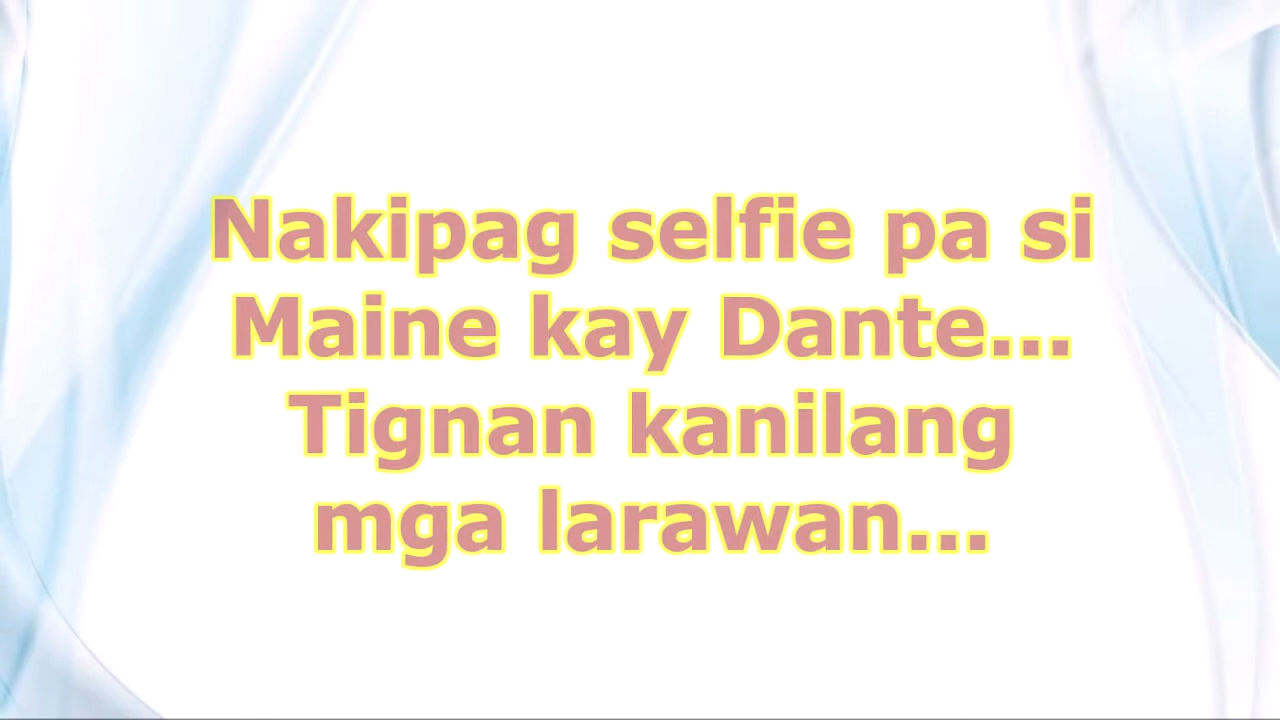 Nakipag selfie pa si
Maine kay Dante...
Tignan kanilang
mga larawan...